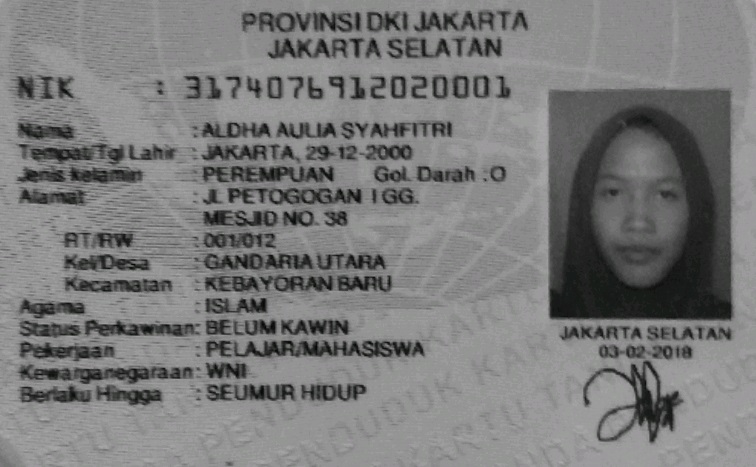 PROVINSI DKI JAKARTA
JAKARTA SELATAN
NIK : 3174076912020001
Nama : ALDHA AULIA SYAHFITRI
Tempat/Tgl Lahir : JAKARTA, 29-12-2000
Jenis kelamin : PEREMPUAN Gol. Darah : O
Alamat : JL PETOGOGAN I GG.
MESJID NO. 38
RT/RW : 001/012
Kel/Desa : GANDARIA UTARA
Kecamatan : KEBAYORAN BARU
Agama : ISLAM
Status Perkawinan: BELUM KAWIN
Pekerjaan : PELAJAR/MAHASISWA
Kewarganegaraan: WNI
Berlaku Hingga : SEUMUR HIDUP
JAKARTA SELATAN
03-02-2018